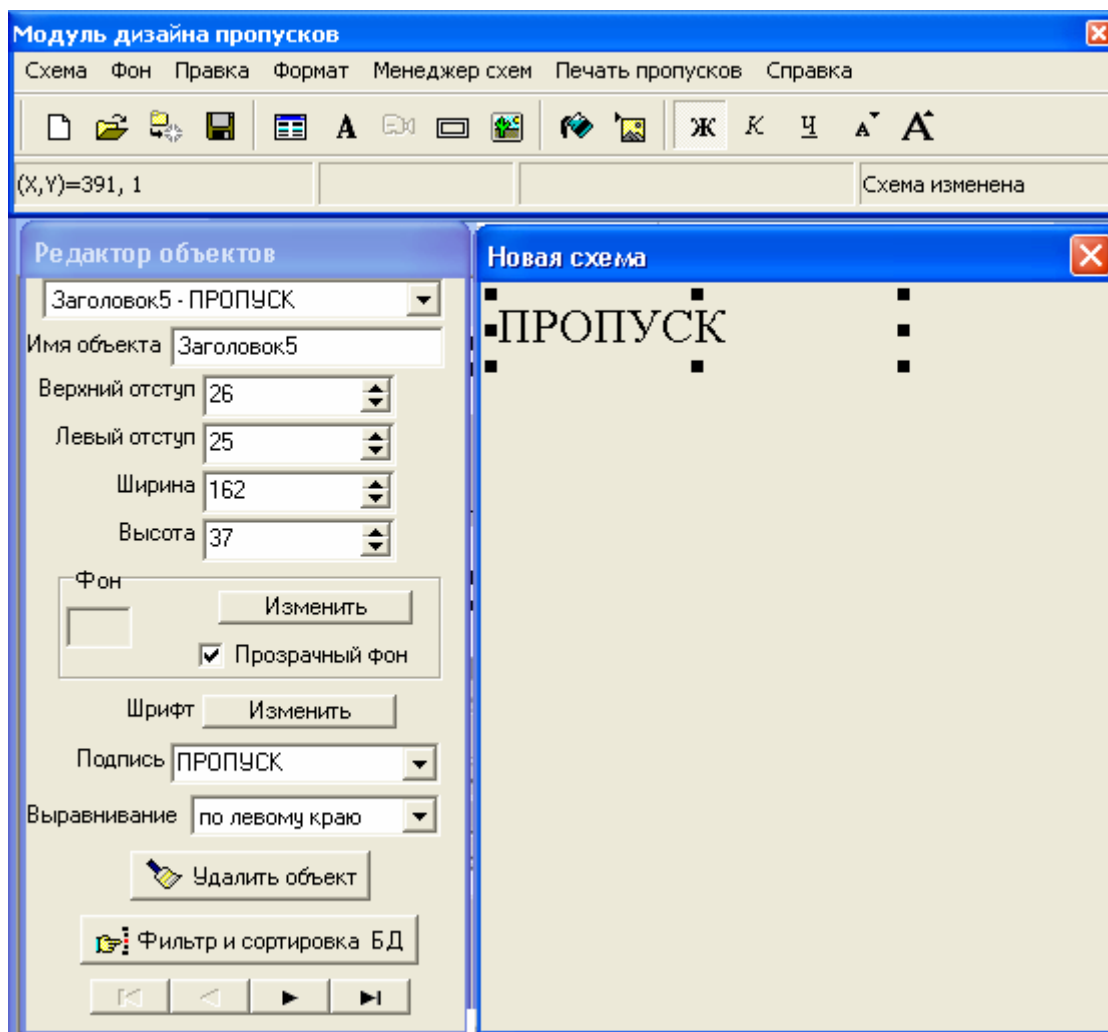 Модуль дизайна пропусков
Схема Фон Правка Формат Менеджер схем Печать пропусков Справка
A Ж К Ч A A
(X,Y)=391, 1 Схема изменена
Редактор объектов
Заголовок5 - ПРОПУСК
Имя объекта Заголовок5
Верхний отступ 26
Левый отступ 25
Ширина 162
Высота 37
Фон
Изменить
Прозрачный фон
Шрифт Изменить
Подпись ПРОПУСК
Выравнивание по левому краю
Удалить объект
Фильтр и сортировка БД
Новая схема
ПРОПУСК